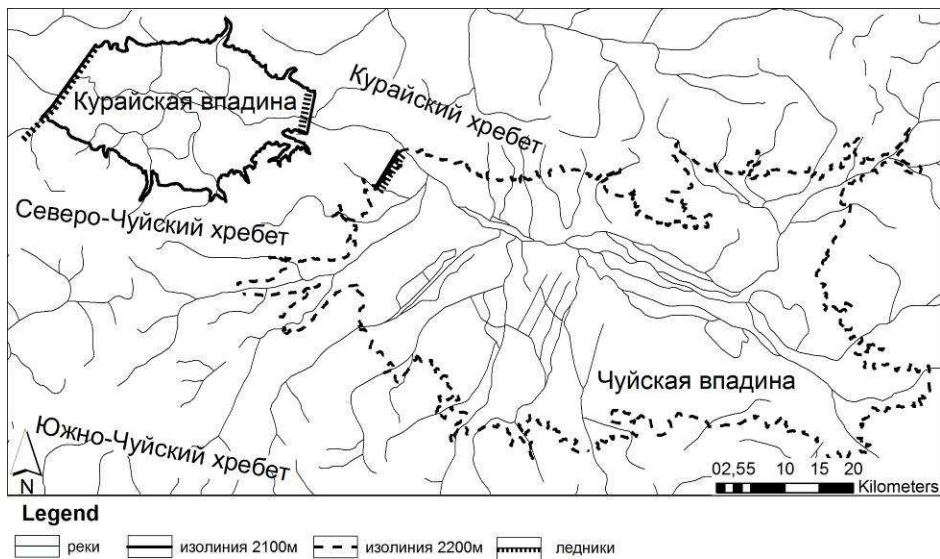 Курайская впадина
Курайский хребет
Северо-Чуйский хребет
Чуйская впадина
Южно-Чуйский хребет
N
02,55 10 15 20
Kilometers
Legend
реки изолиния 2100м изолиния 2200м ледники